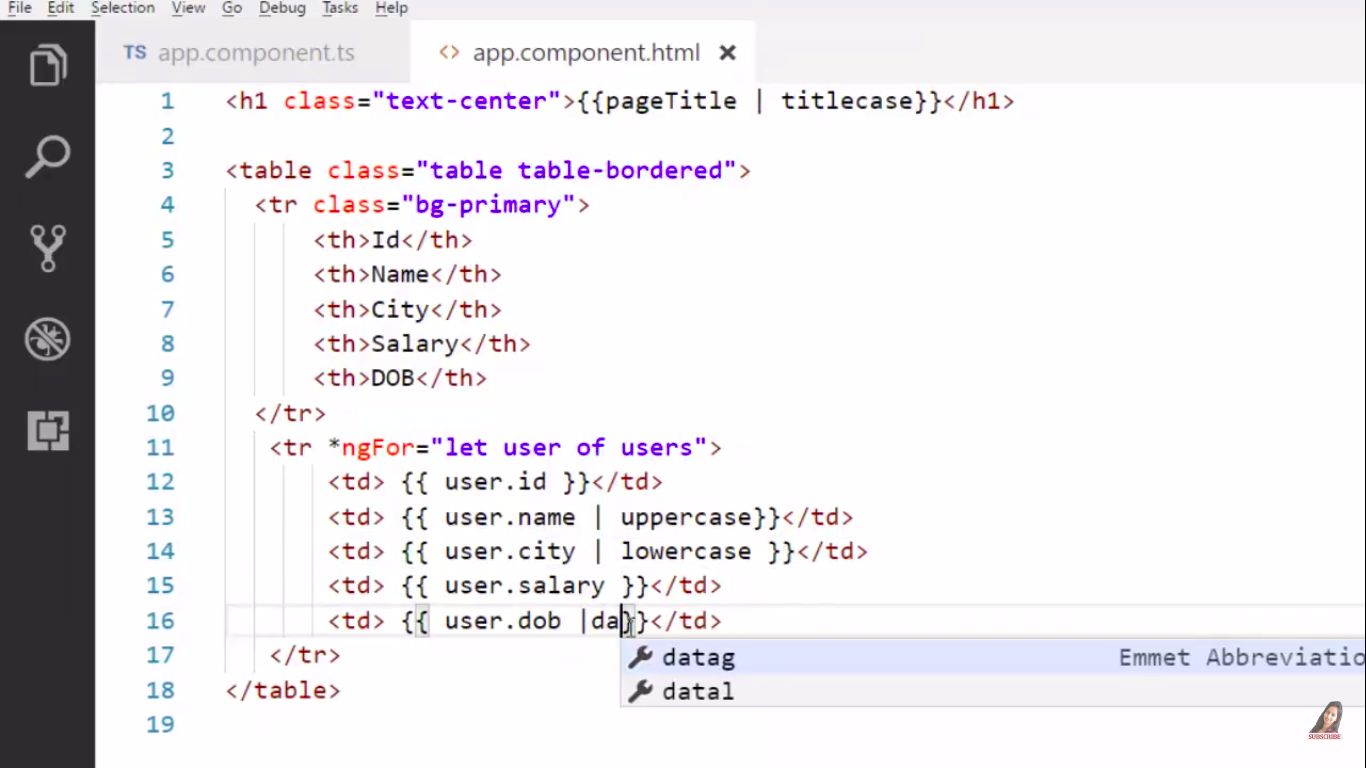 File Edit Selection View Go Debug Tasks Help
TS app.component.ts <> app.component.html ×
1 <h1 class="text-center">{{pageTitle | titlecase}}</h1>
2
3 <table class="table table-bordered">
4 <tr class="bg-primary">
5 <th>Id</th>
6 <th>Name</th>
7 <th>City</th>
8 <th>Salary</th>
9 <th>DOB</th>
10 </tr>
11 <tr *ngFor="let user of users">
12 <td> {{ user.id }}</td>
13 <td> {{ user.name | uppercase}}</td>
14 <td> {{ user.city | lowercase }}</td>
15 <td> {{ user.salary }}</td>
16 <td> {{ user.dob |da}}</td>
datag Emmet Abbreviatio
17 </tr>
datal
18 </table>
19
SUBSCRIBE